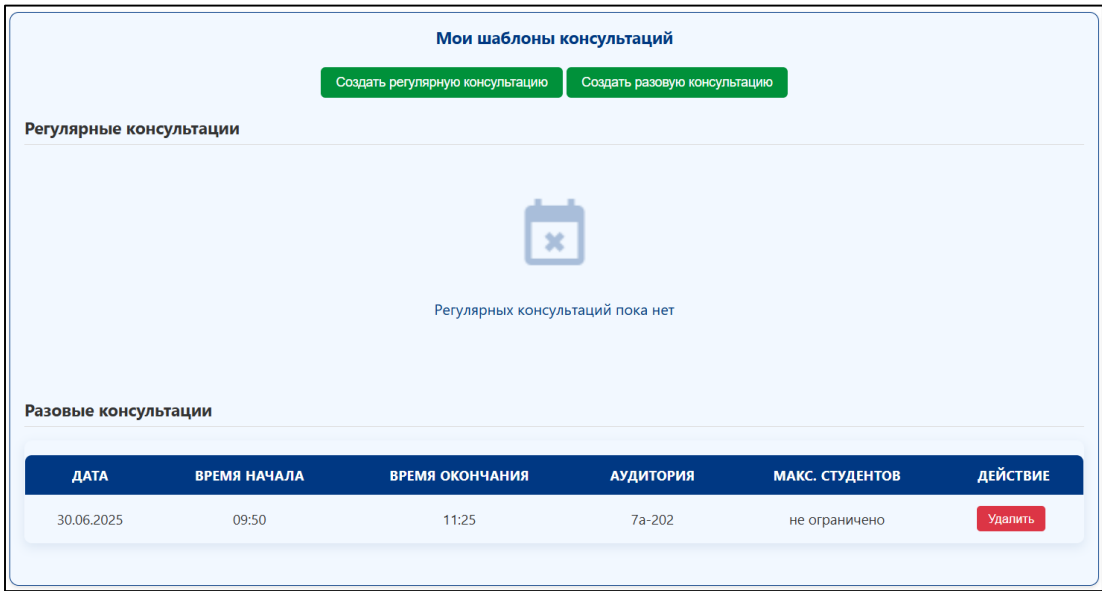 Мои шаблоны консультаций
Создать регулярную консультацию Создать разовую консультацию
Регулярные консультации
Регулярных консультаций пока нет
Разовые консультации
ДАТА ВРЕМЯ НАЧАЛА ВРЕМЯ ОКОНЧАНИЯ АУДИТОРИЯ МАКС. СТУДЕНТОВ ДЕЙСТВИЕ
30.06.2025 09:50 11:25 7а-202 не ограничено Удалить